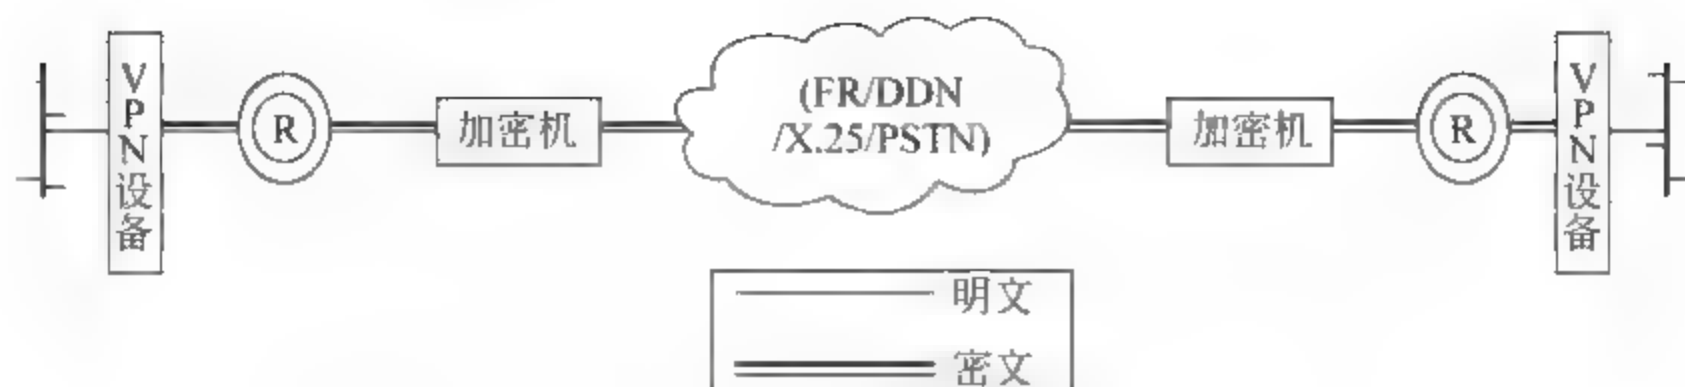 VPN设备
R
加密机
(FR/DDN
/X.25/PSTN)
加密机
R
VPN设备
明文
密文